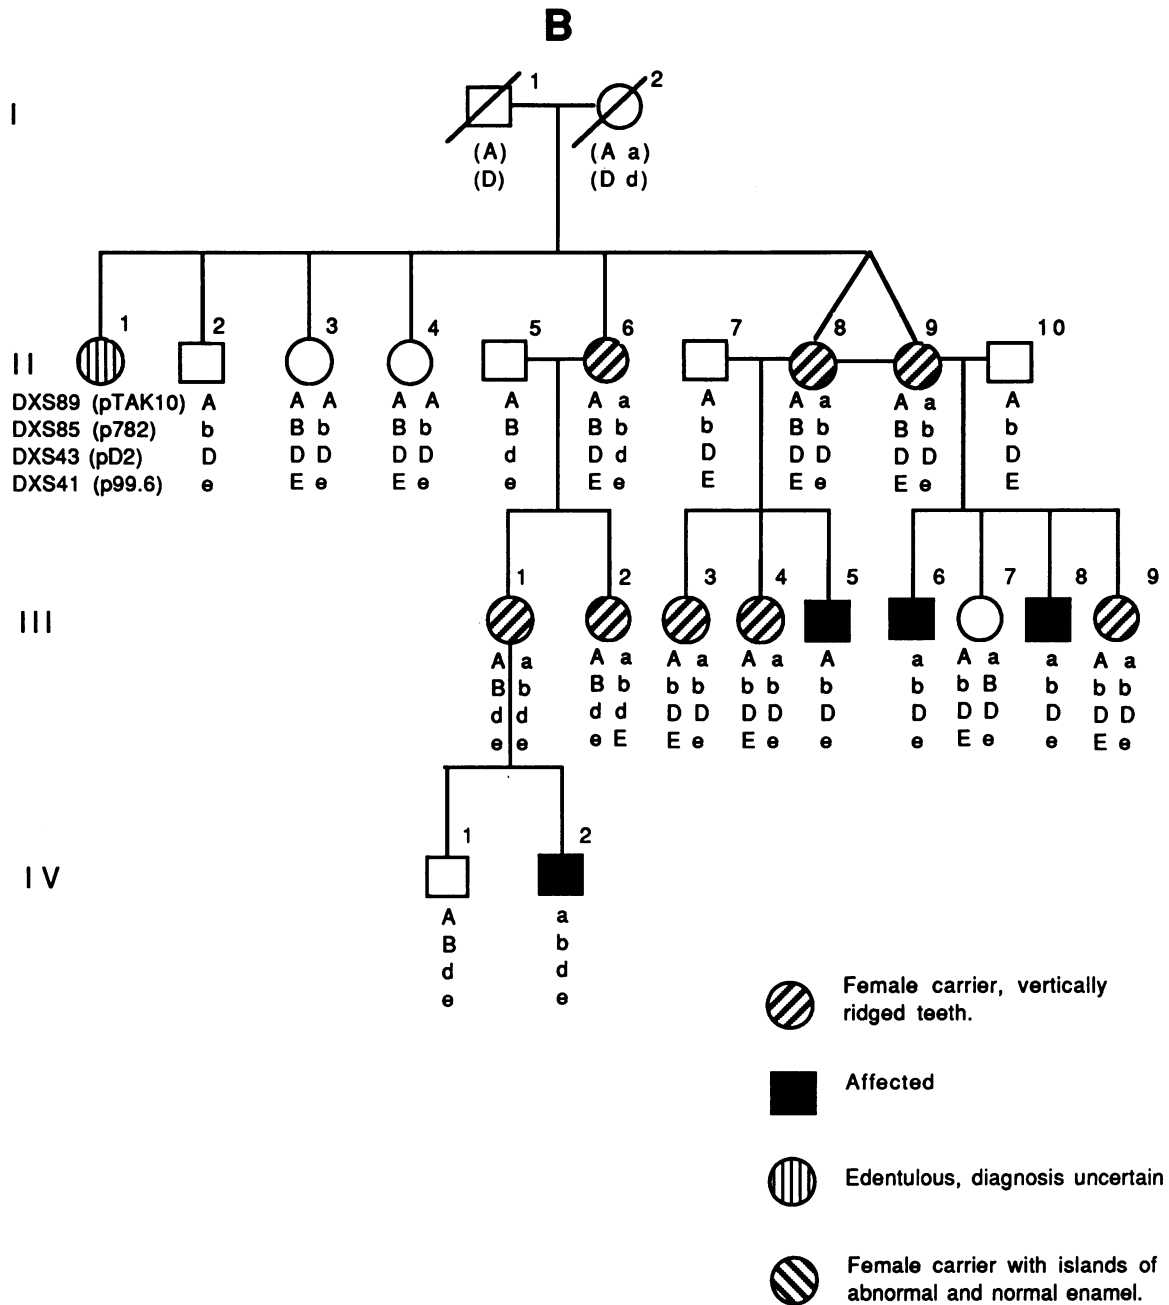 B
I
1 2
(A) (A a)
(D) (D d)
II
1 2 3 4 5 6 7 8 9 10
DXS89 (pTAK10) A A A A A A A a A A a A a A
DXS85 (p782) b B b B b B B b b B b B b b
DXS43 (pD2) D D D D D d D d D D D D D D
DXS41 (p99.6) e E e E e e E e E E e E e E
III
1 2 3 4 5 6 7 8 9
A a A a A a A a A a A a a A a
B b B b b b b b b b b B b b b
d d d d D D D D D D D D D D D
e e e E E e E e e e E e e E e
IV
1 2
A a
B b
d d
e e
Female carrier, vertically
ridged teeth.
Affected
Edentulous, diagnosis uncertain
Female carrier with islands of
abnormal and normal enamel.